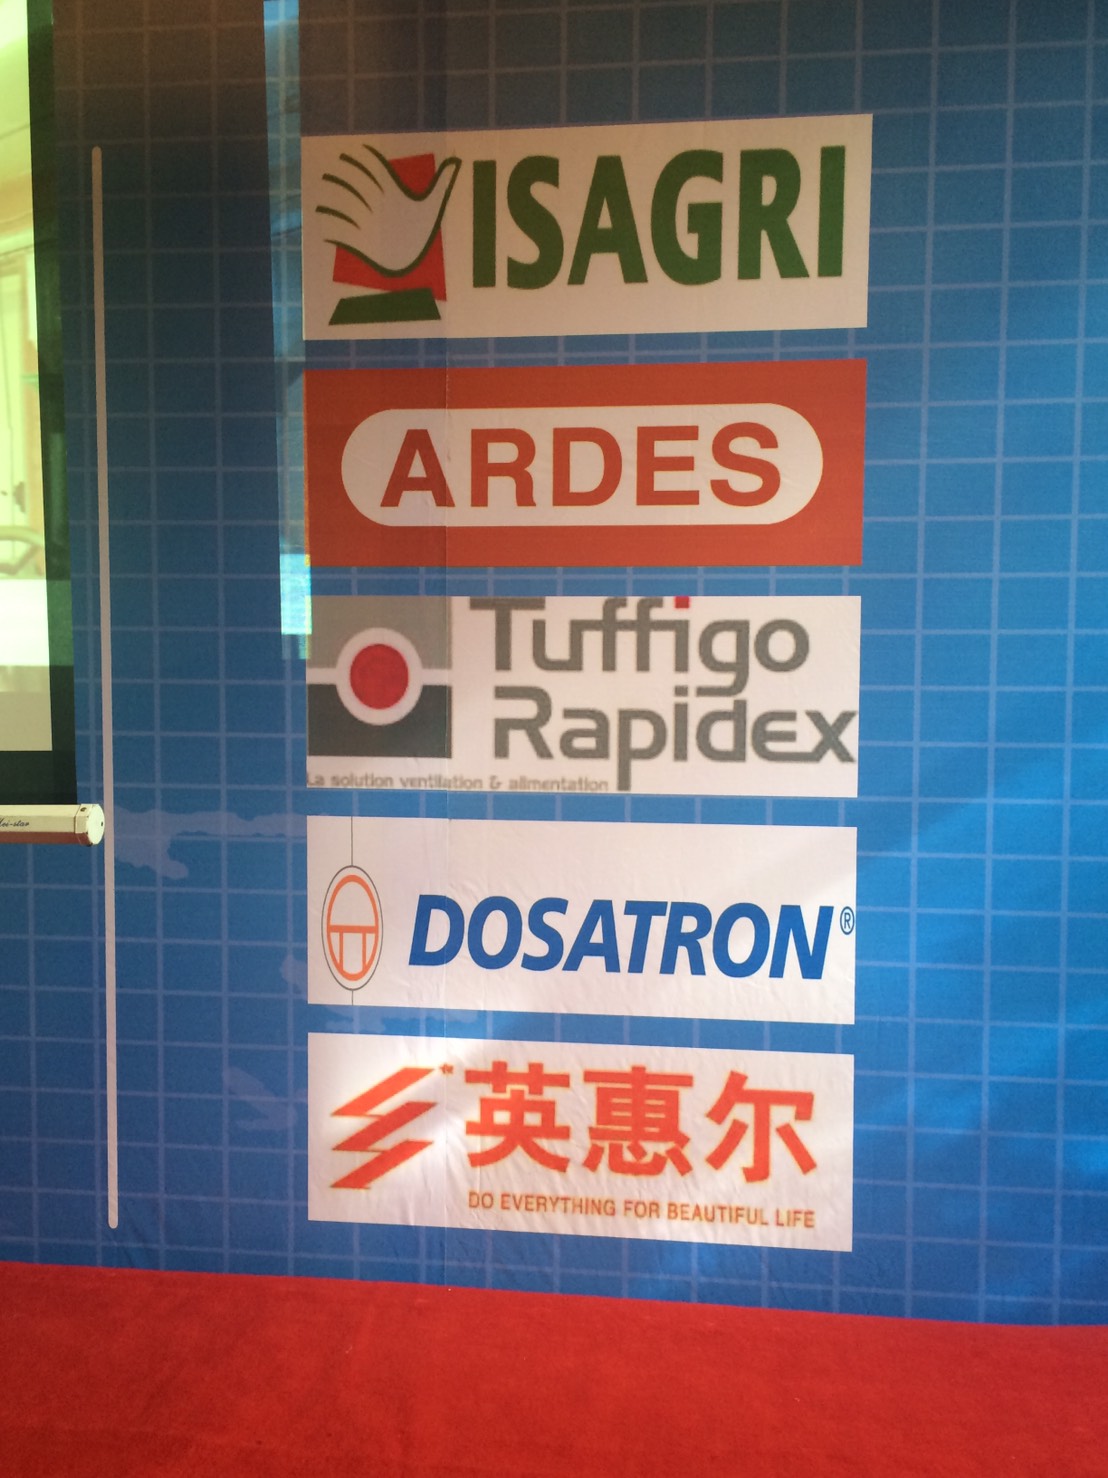 ISAGRI
ARDES
Tuffigo
Rapidex
La solution ventilation & alimentation
DOSATRON®
英惠尔
DO EVERYTHING FOR BEAUTIFUL LIFE